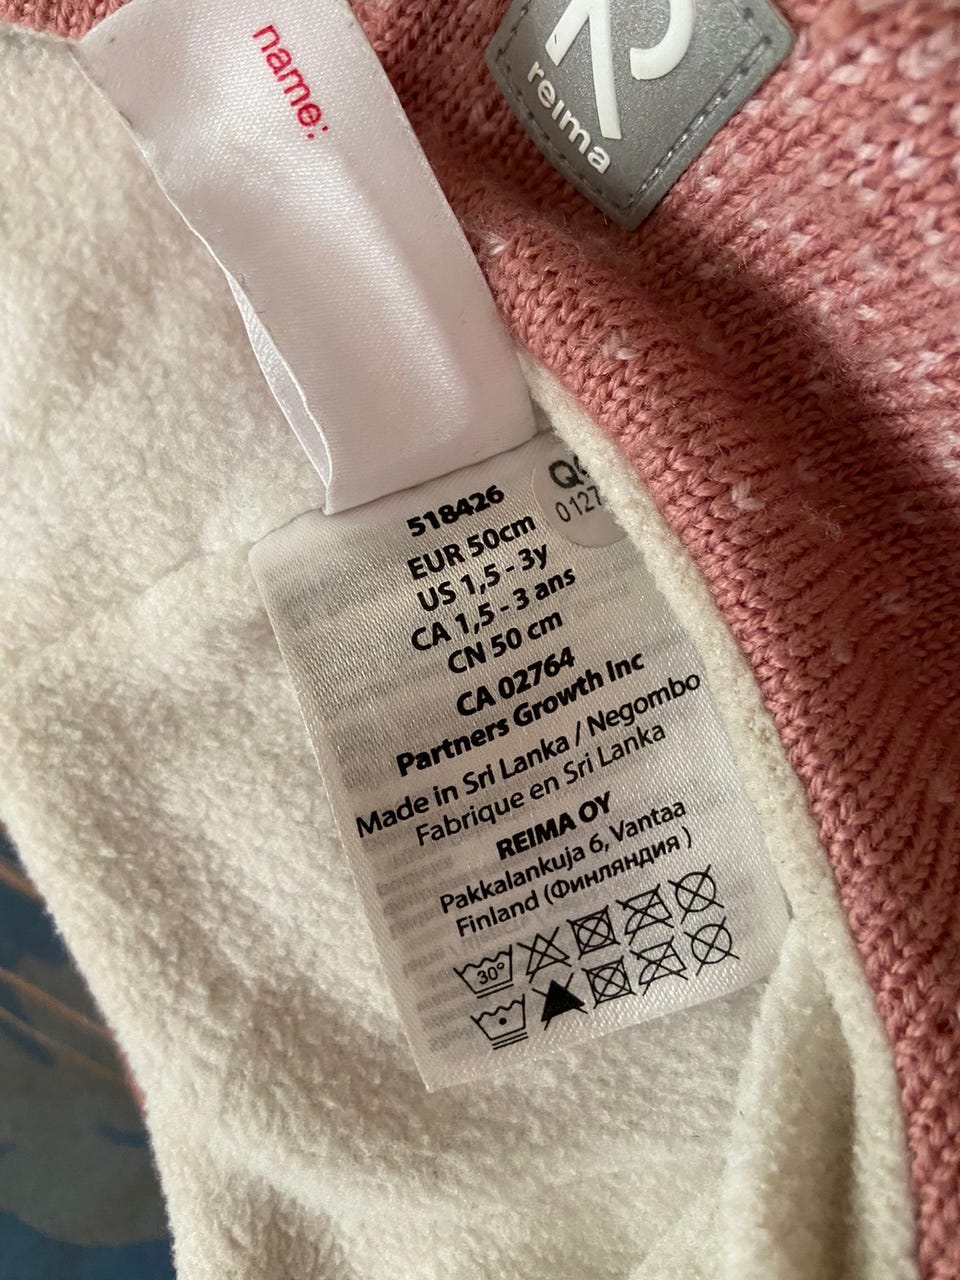 name:
reima
518426
EUR 50cm
US 1,5 - 3y
CA 1,5 - 3 ans
CN 50 cm
CA 02764
Partners Growth Inc
Made in Sri Lanka / Negombo
Fabrique en Sri Lanka
REIMA OY
Pakkalankuja 6, Vantaa
Finland (Финляндия )
30°